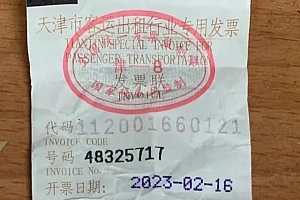 天津市客运出租行业专用发票
TIANJIN SPECIAL INVOICE FOR
PASSENGER TRANSPORTATION
津 8
发票联
INVOICE
代码 112001660121
INVOICE CODE
号码 48325717
INVOICE No.
开票日期: 2023-02-16